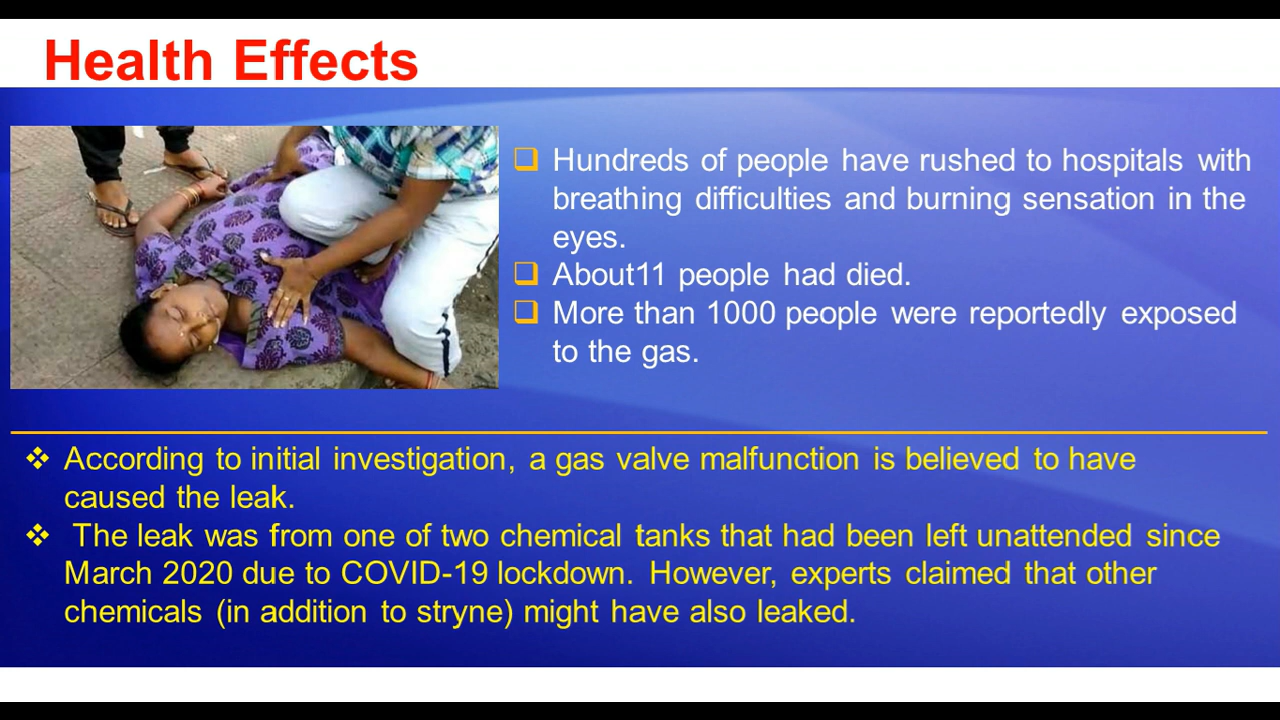 Health Effects
Hundreds of people have rushed to hospitals with
breathing difficulties and burning sensation in the
eyes.
About11 people had died.
More than 1000 people were reportedly exposed
to the gas.
According to initial investigation, a gas valve malfunction is believed to have
caused the leak.
The leak was from one of two chemical tanks that had been left unattended since
March 2020 due to COVID-19 lockdown. However, experts claimed that other
chemicals (in addition to stryne) might have also leaked.